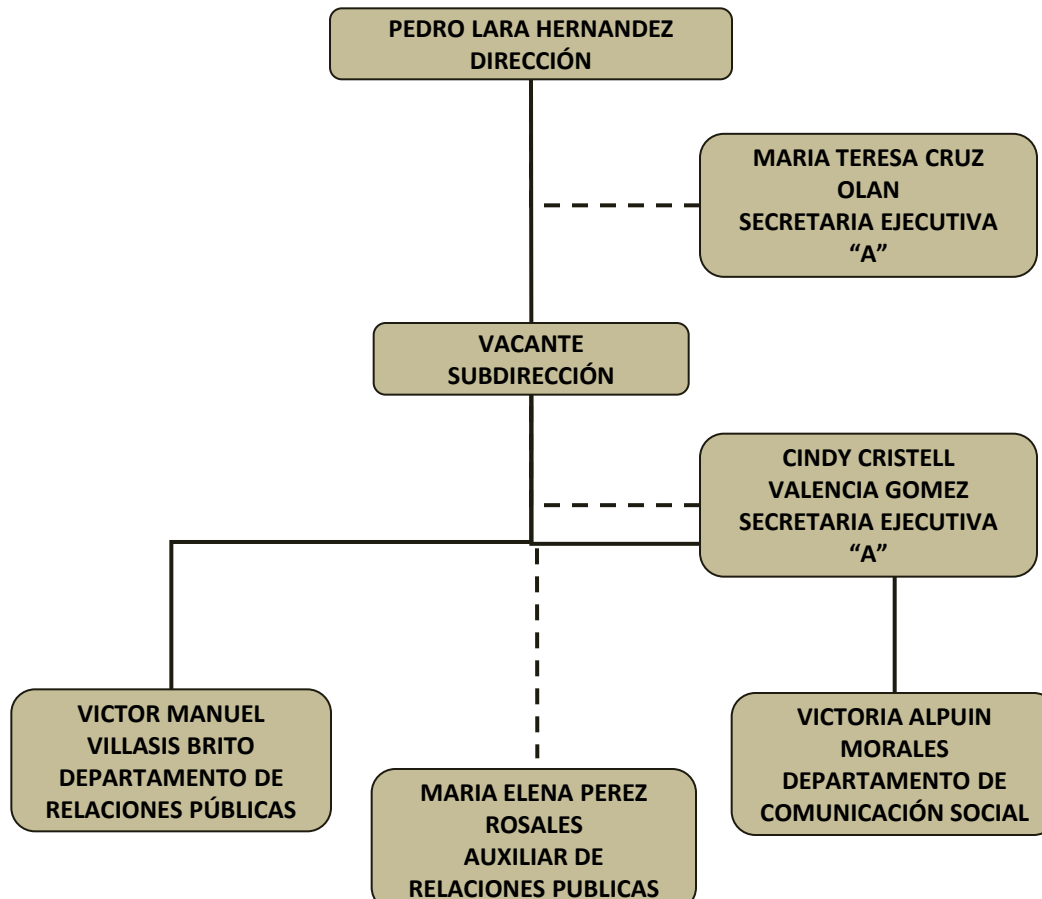 PEDRO LARA HERNANDEZ
DIRECCIÓN
MARIA TERESA CRUZ
OLAN
SECRETARIA EJECUTIVA
“A”
VACANTE
SUBDIRECCIÓN
CINDY CRISTELL
VALENCIA GOMEZ
SECRETARIA EJECUTIVA
“A”
VICTOR MANUEL
VILLASIS BRITO
DEPARTAMENTO DE
RELACIONES PÚBLICAS
MARIA ELENA PEREZ
ROSALES
AUXILIAR DE
RELACIONES PUBLICAS
VICTORIA ALPUIN
MORALES
DEPARTAMENTO DE
COMUNICACIÓN SOCIAL